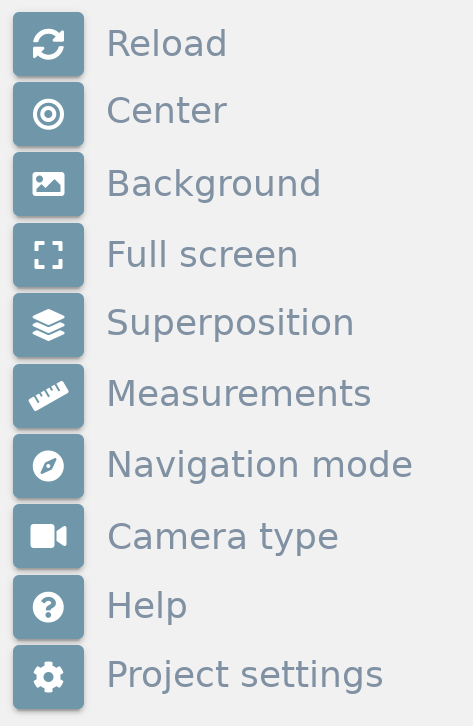 Reload
Center
Background
Full screen
Superposition
Measurements
Navigation mode
Camera type
Help
Project settings